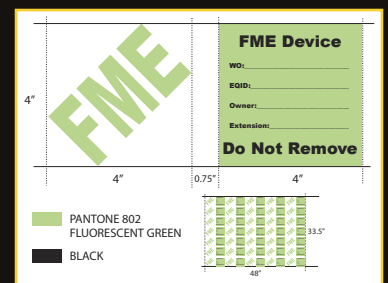 FME
FME Device
WO:
EQID:
Owner:
Extension:
Do Not Remove
4"
4"
0.75"
4"
PANTONE 802
FLUORESCENT GREEN
BLACK
33.5"
48"